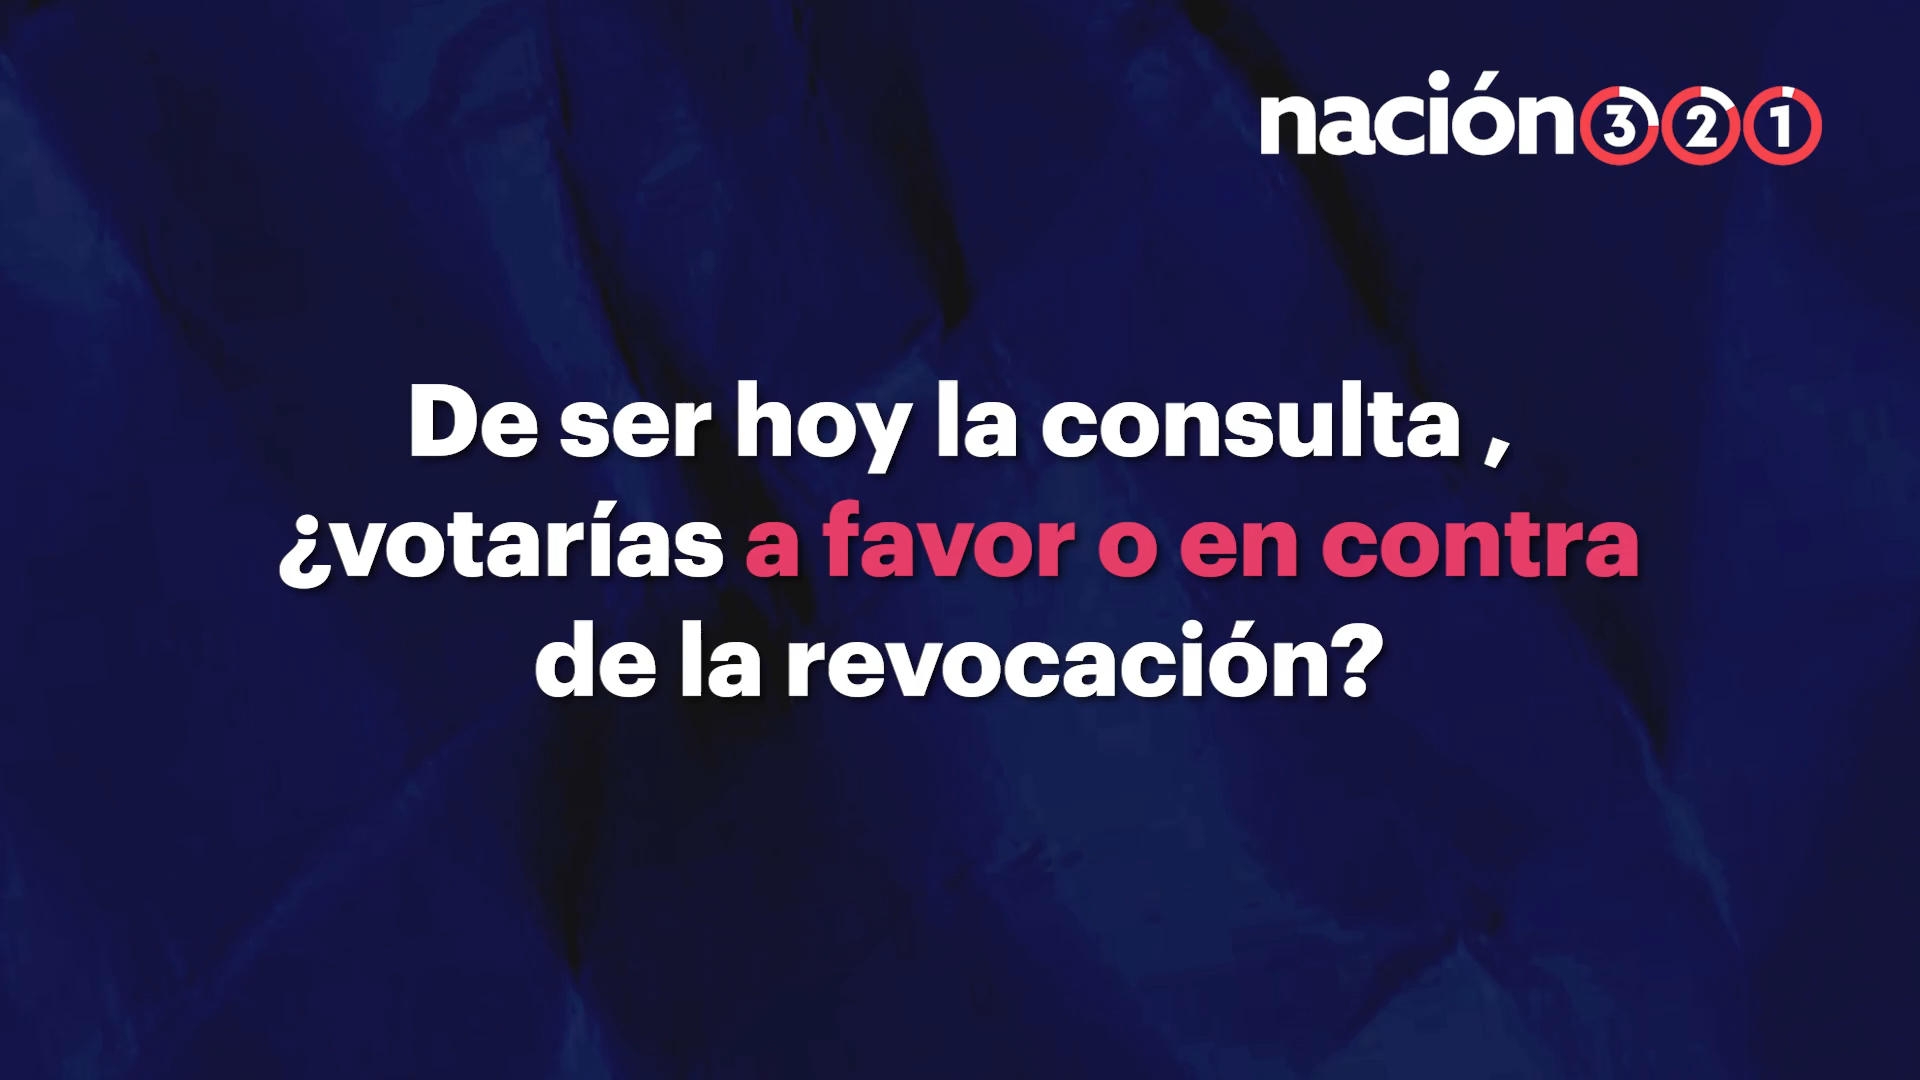 nación321
De ser hoy la consulta ,
¿votarías a favor o en contra
de la revocación?